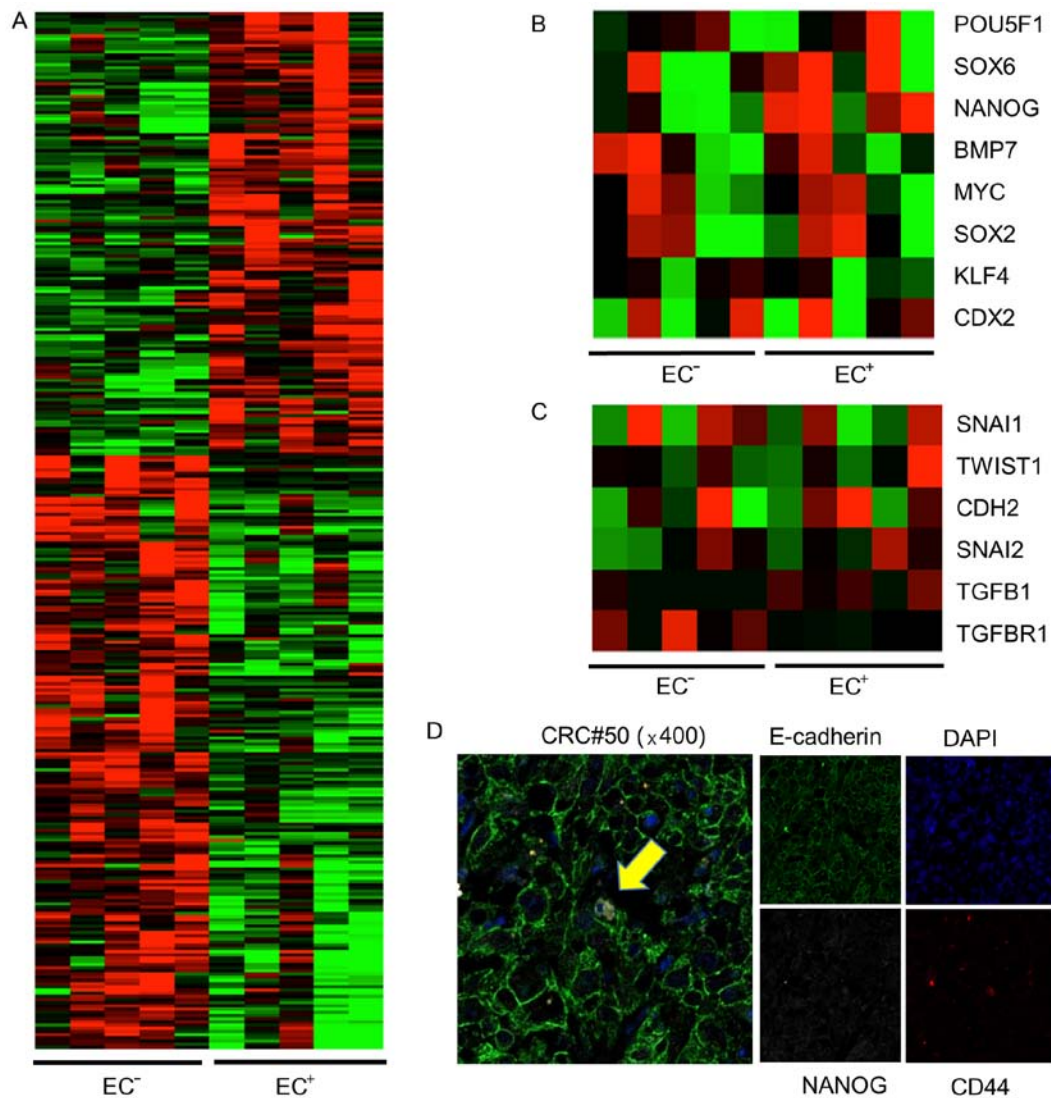 A
EC⁻ EC⁺
B
POU5F1
SOX6
NANOG
BMP7
MYC
SOX2
KLF4
CDX2
EC⁻ EC⁺
C
SNAI1
TWIST1
CDH2
SNAI2
TGFB1
TGFBR1
EC⁻ EC⁺
D
CRC#50 (×400) E-cadherin DAPI
NANOG CD44